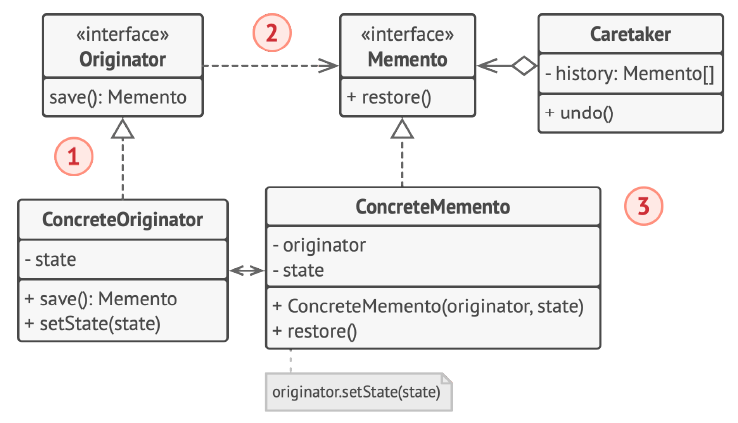 «interface»
Originator
save(): Memento
2
«interface»
Memento
+ restore()
Caretaker
- history: Memento[]
+ undo()
1
ConcreteOriginator
- state
+ save(): Memento
+ setState(state)
ConcreteMemento
- originator
- state
+ ConcreteMemento(originator, state)
+ restore()
3
originator.setState(state)